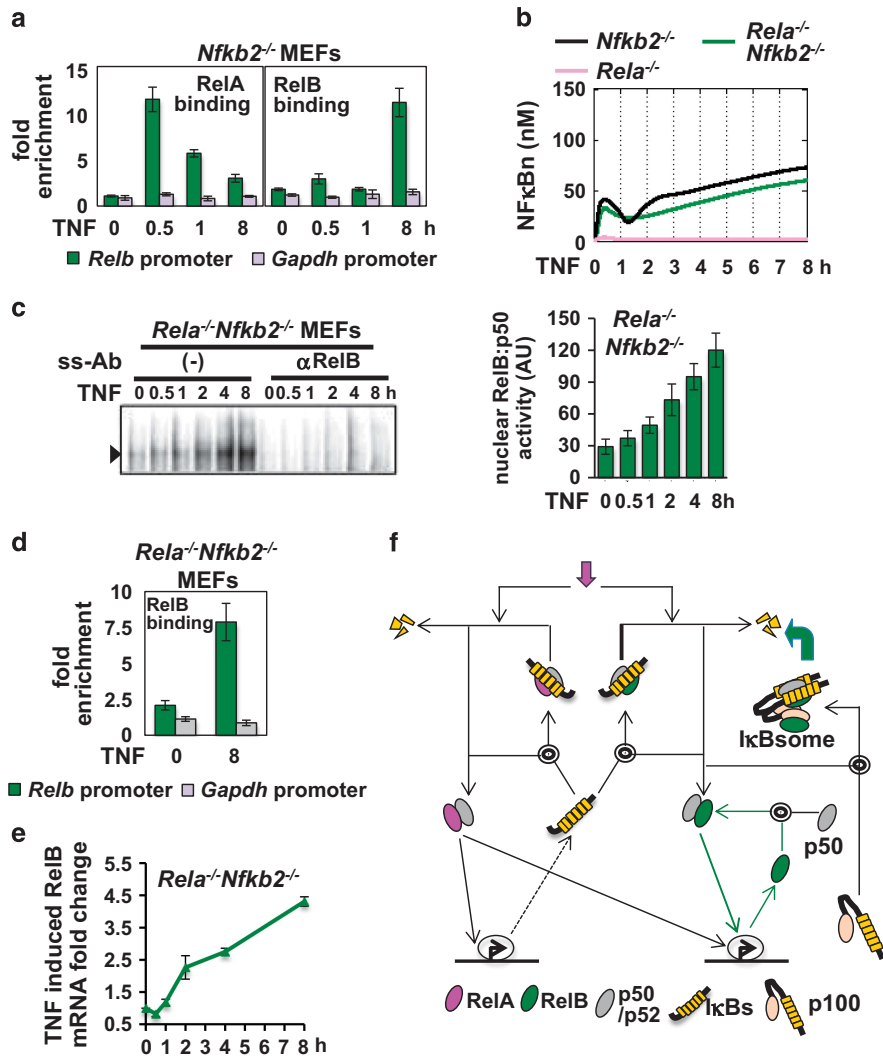 a
Nfkb2-/- MEFs
fold enrichment
15
10
5
0
RelA binding
RelB binding
TNF 0 0.5 1 8 0 0.5 1 8 h
Relb promoter Gapdh promoter
b
Nfkb2-/-
Rela-/- Nfkb2-/-
Rela-/-
NFκBn (nM)
150
100
50
0
TNF 0 1 2 3 4 5 6 7 8 h
c
Rela-/-Nfkb2-/- MEFs
ss-Ab (-) αRelB
TNF 0 0.5 1 2 4 8 0 0.5 1 2 4 8 h
nuclear RelB:p50 activity (AU)
150
120
90
60
30
0
Rela-/- Nfkb2-/-
TNF 0 0.5 1 2 4 8h
d
Rela-/-Nfkb2-/- MEFs
fold enrichment
10
7.5
5
2.5
0
RelB binding
TNF 0 8
Relb promoter Gapdh promoter
e
TNF induced RelB mRNA fold change
5.5
4.5
3.5
2.5
1.5
0.5
Rela-/-Nfkb2-/-
0 1 2 3 4 5 6 7 8 h
f
IκBsome
p50
RelA RelB p50 /p52 IκBs p100